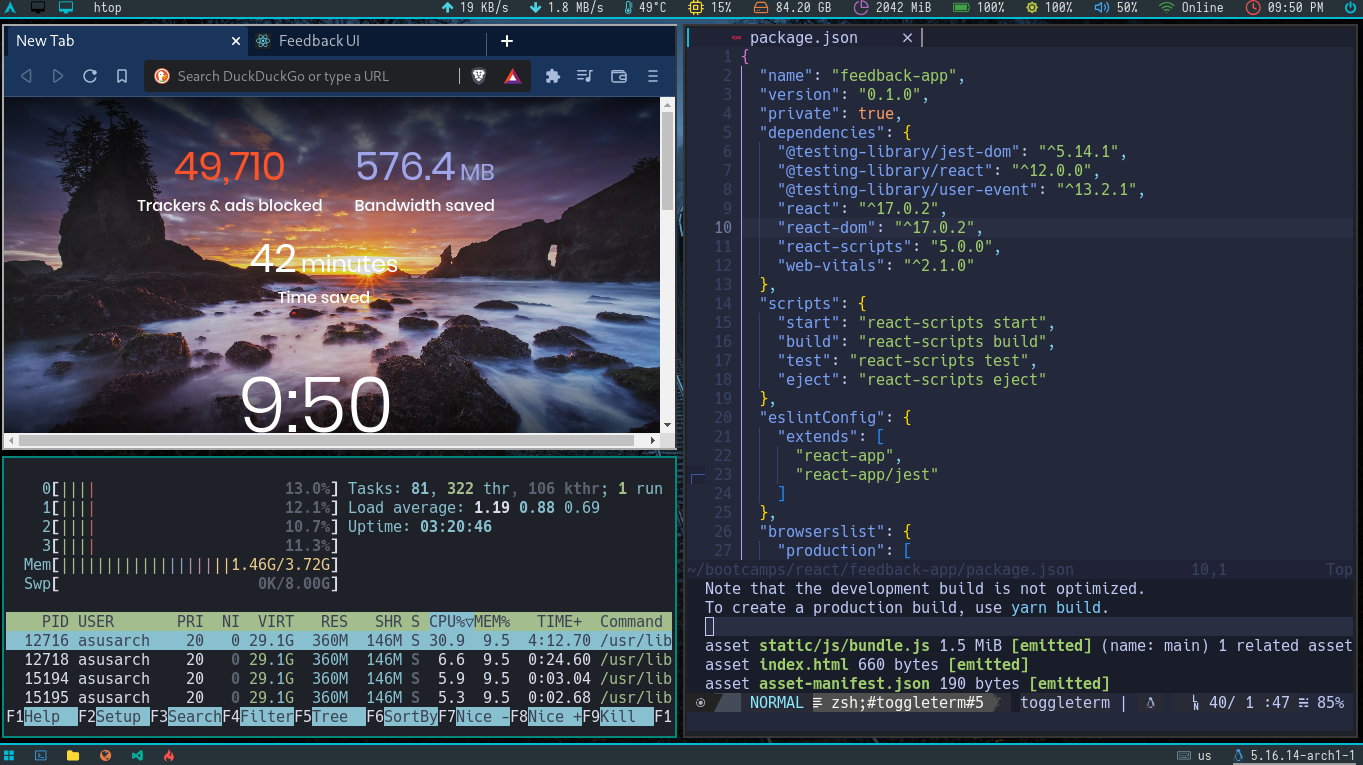 htop 19 KB/s 1.8 MB/s 49°C 15% 84.20 GB 2042 MiB 100% 100% 50% Online 09:50 PM
New Tab Feedback UI
Search DuckDuckGo or type a URL
49,710 576.4 MB
Trackers & ads blocked Bandwidth saved
42 minutes
Time saved
9:50
0[|||| 13.0%] Tasks: 81, 322 thr, 106 kthr; 1 run
1[|||| 12.1%] Load average: 1.19 0.88 0.69
2[|||| 10.7%] Uptime: 03:20:46
3[|||| 11.3%]
Mem[|||||||||||||||||||1.46G/3.72G]
Swp[ 0K/8.00G]
PID USER PRI NI VIRT RES SHR S CPU%▽MEM% TIME+ Command
12716 asusarch 20 0 29.1G 360M 146M S 30.9 9.5 4:12.70 /usr/lib
12718 asusarch 20 0 29.1G 360M 146M S 6.6 9.5 0:24.60 /usr/lib
15194 asusarch 20 0 29.1G 360M 146M S 5.9 9.5 0:03.04 /usr/lib
15195 asusarch 20 0 29.1G 360M 146M S 5.3 9.5 0:02.68 /usr/lib
F1Help F2Setup F3SearchF4FilterF5Tree F6SortByF7Nice -F8Nice +F9Kill F1
package.json
1 {
2 "name": "feedback-app",
3 "version": "0.1.0",
4 "private": true,
5 "dependencies": {
6 "@testing-library/jest-dom": "^5.14.1",
7 "@testing-library/react": "^12.0.0",
8 "@testing-library/user-event": "^13.2.1",
9 "react": "^17.0.2",
10 "react-dom": "^17.0.2",
11 "react-scripts": "5.0.0",
12 "web-vitals": "^2.1.0"
13 },
14 "scripts": {
15 "start": "react-scripts start",
16 "build": "react-scripts build",
17 "test": "react-scripts test",
18 "eject": "react-scripts eject"
19 },
20 "eslintConfig": {
21 "extends": [
22 "react-app",
23 "react-app/jest"
24 ]
25 },
26 "browserslist": {
27 "production": [
~/bootcamps/react/feedback-app/package.json 10,1 Top
Note that the development build is not optimized.
To create a production build, use yarn build.
asset static/js/bundle.js 1.5 MiB [emitted] (name: main) 1 related asset
asset index.html 660 bytes [emitted]
asset asset-manifest.json 190 bytes [emitted]
NORMAL zsh;#toggleterm#5 toggleterm | 40/ 1 :47 85%
us 5.16.14-arch1-1